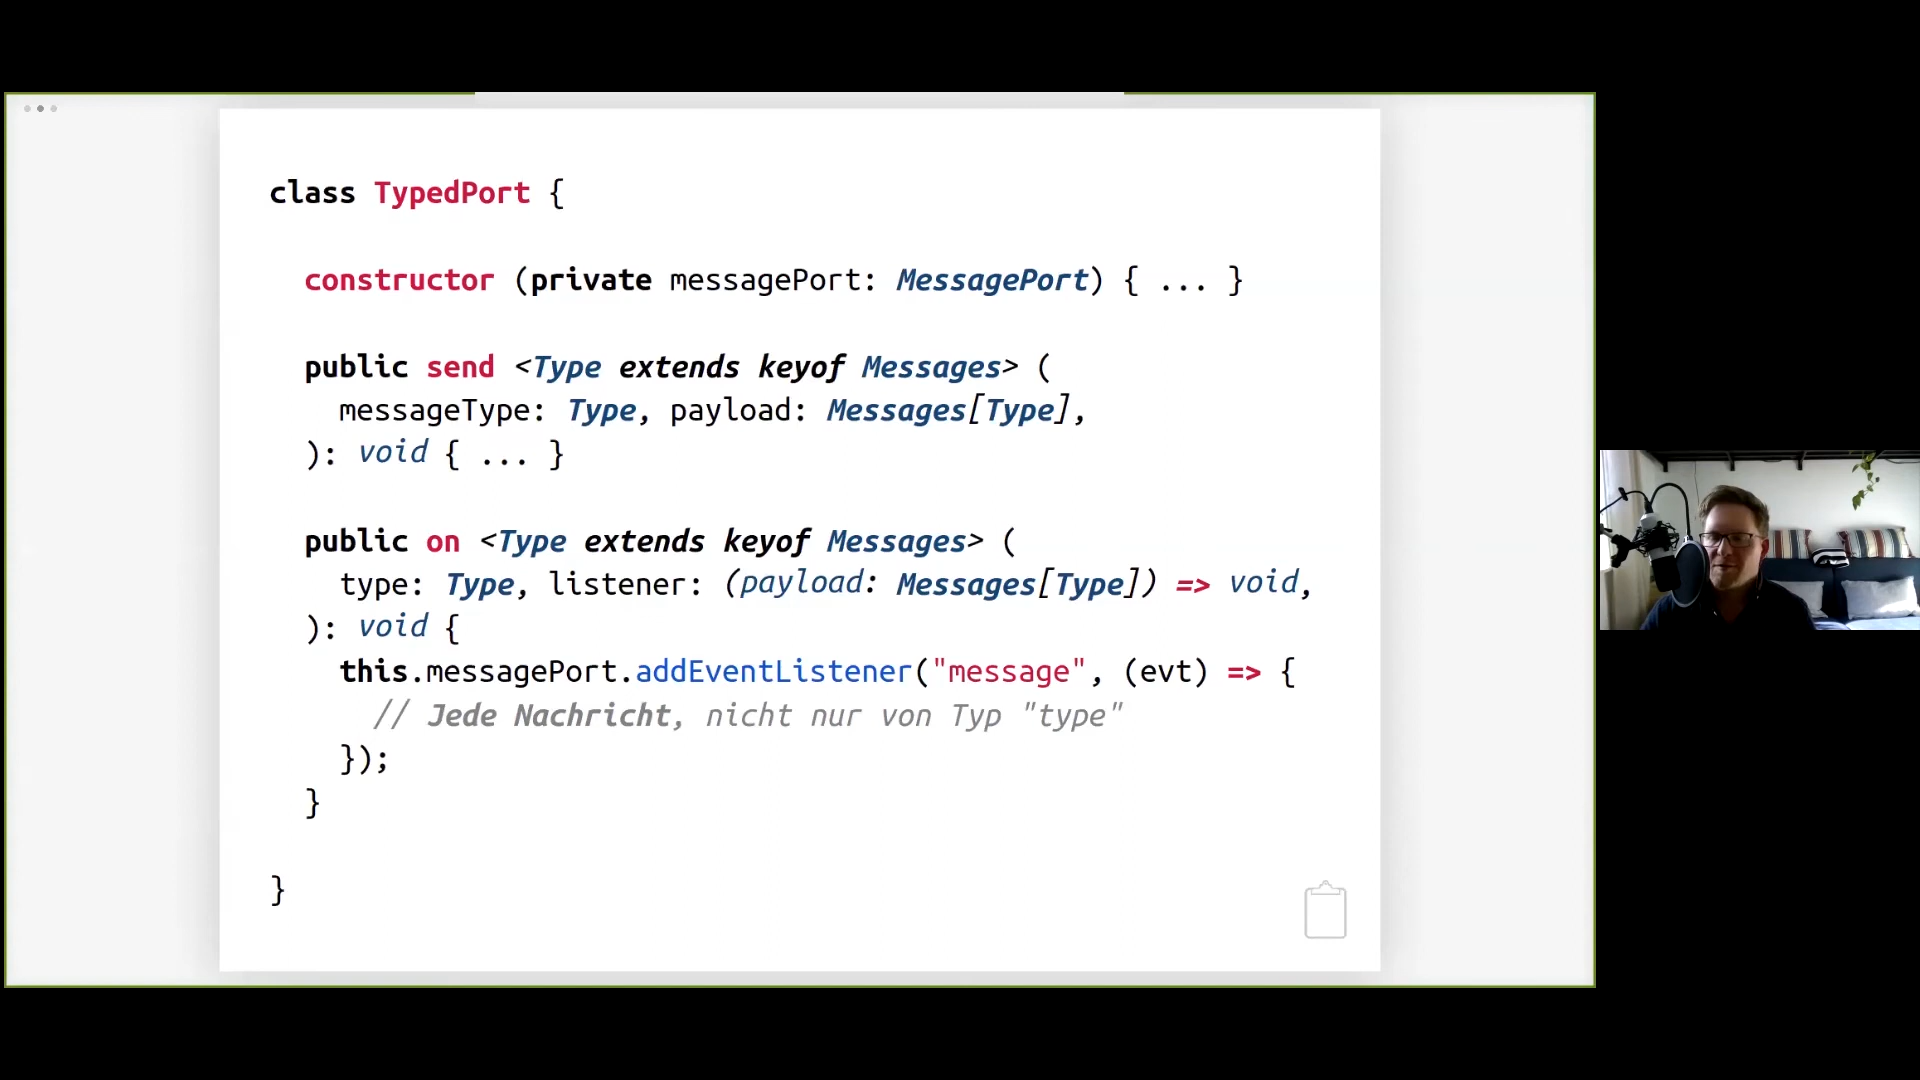 class TypedPort {
constructor (private messagePort: MessagePort) { ... }
public send <Type extends keyof Messages> (
messageType: Type, payload: Messages[Type],
): void { ... }
public on <Type extends keyof Messages> (
type: Type, listener: (payload: Messages[Type]) => void,
): void {
this.messagePort.addEventListener("message", (evt) => {
// Jede Nachricht, nicht nur von Typ "type"
});
}
}